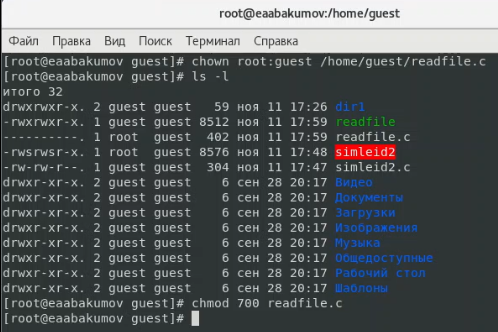 root@eaabakumov:/home/guest
Файл Правка Вид Поиск Терминал Справка
[root@eaabakumov guest]# chown root:guest /home/guest/readfile.c
[root@eaabakumov guest]# ls -l
итого 32
drwxrwxr-x. 2 guest guest 59 ноя 11 17:26 dir1
-rwxrwxr-x. 1 guest guest 8512 ноя 11 17:59 readfile
----------. 1 root guest 402 ноя 11 17:59 readfile.c
-rwsrwsr-x. 1 root guest 8576 ноя 11 17:48 simleid2
-rw-rw-r--. 1 guest guest 304 ноя 11 17:47 simleid2.c
drwxr-xr-x. 2 guest guest 6 сен 28 20:17 Видео
drwxr-xr-x. 2 guest guest 6 сен 28 20:17 Документы
drwxr-xr-x. 2 guest guest 6 сен 28 20:17 Загрузки
drwxr-xr-x. 2 guest guest 6 сен 28 20:17 Изображения
drwxr-xr-x. 2 guest guest 6 сен 28 20:17 Музыка
drwxr-xr-x. 2 guest guest 6 сен 28 20:17 Общедоступные
drwxr-xr-x. 2 guest guest 6 сен 28 20:17 Рабочий стол
drwxr-xr-x. 2 guest guest 6 сен 28 20:17 Шаблоны
[root@eaabakumov guest]# chmod 700 readfile.c
[root@eaabakumov guest]#